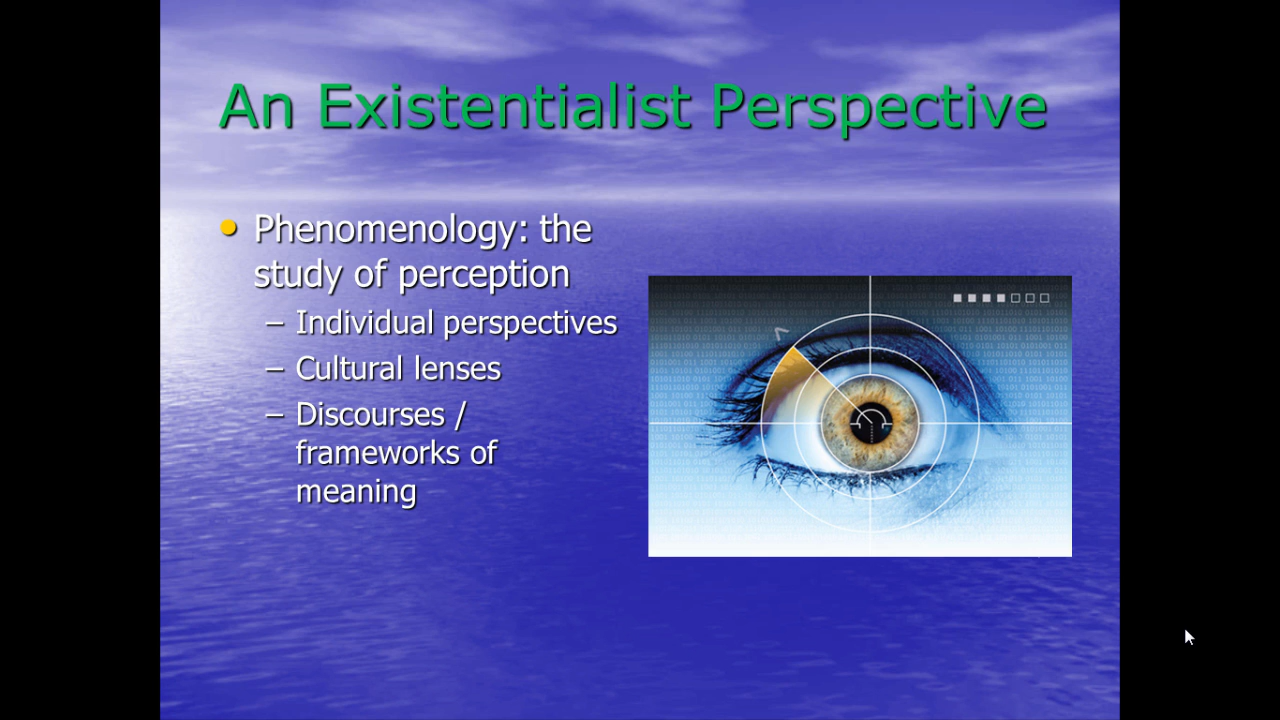 An Existentialist Perspective
• Phenomenology: the
study of perception
– Individual perspectives
– Cultural lenses
– Discourses /
frameworks of
meaning